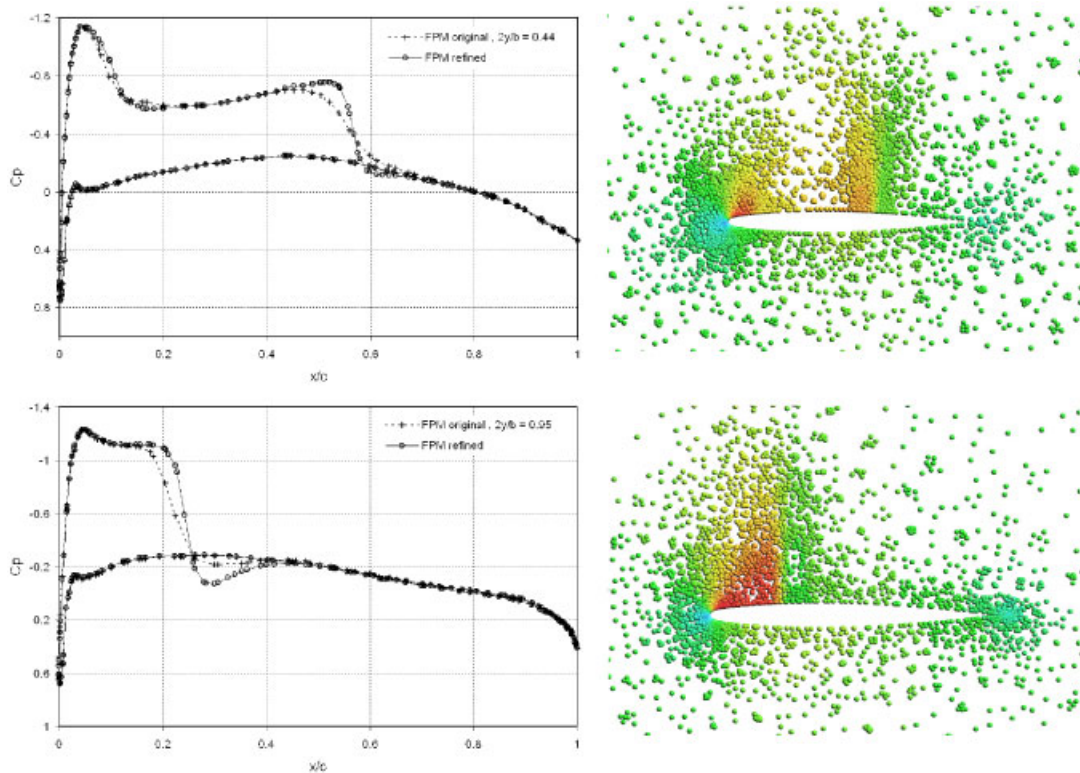 -1.2
FPM original , 2y/b = 0.44
FPM refined
-0.8
-0.4
Cp
0
0.4
0.8
0 0.2 0.4 0.6 0.8 1
x/c
-1.4
FPM original , 2y/b = 0.95
FPM refined
-1
-0.6
Cp
-0.2
0.2
0.6
1
0 0.2 0.4 0.6 0.8 1
x/c